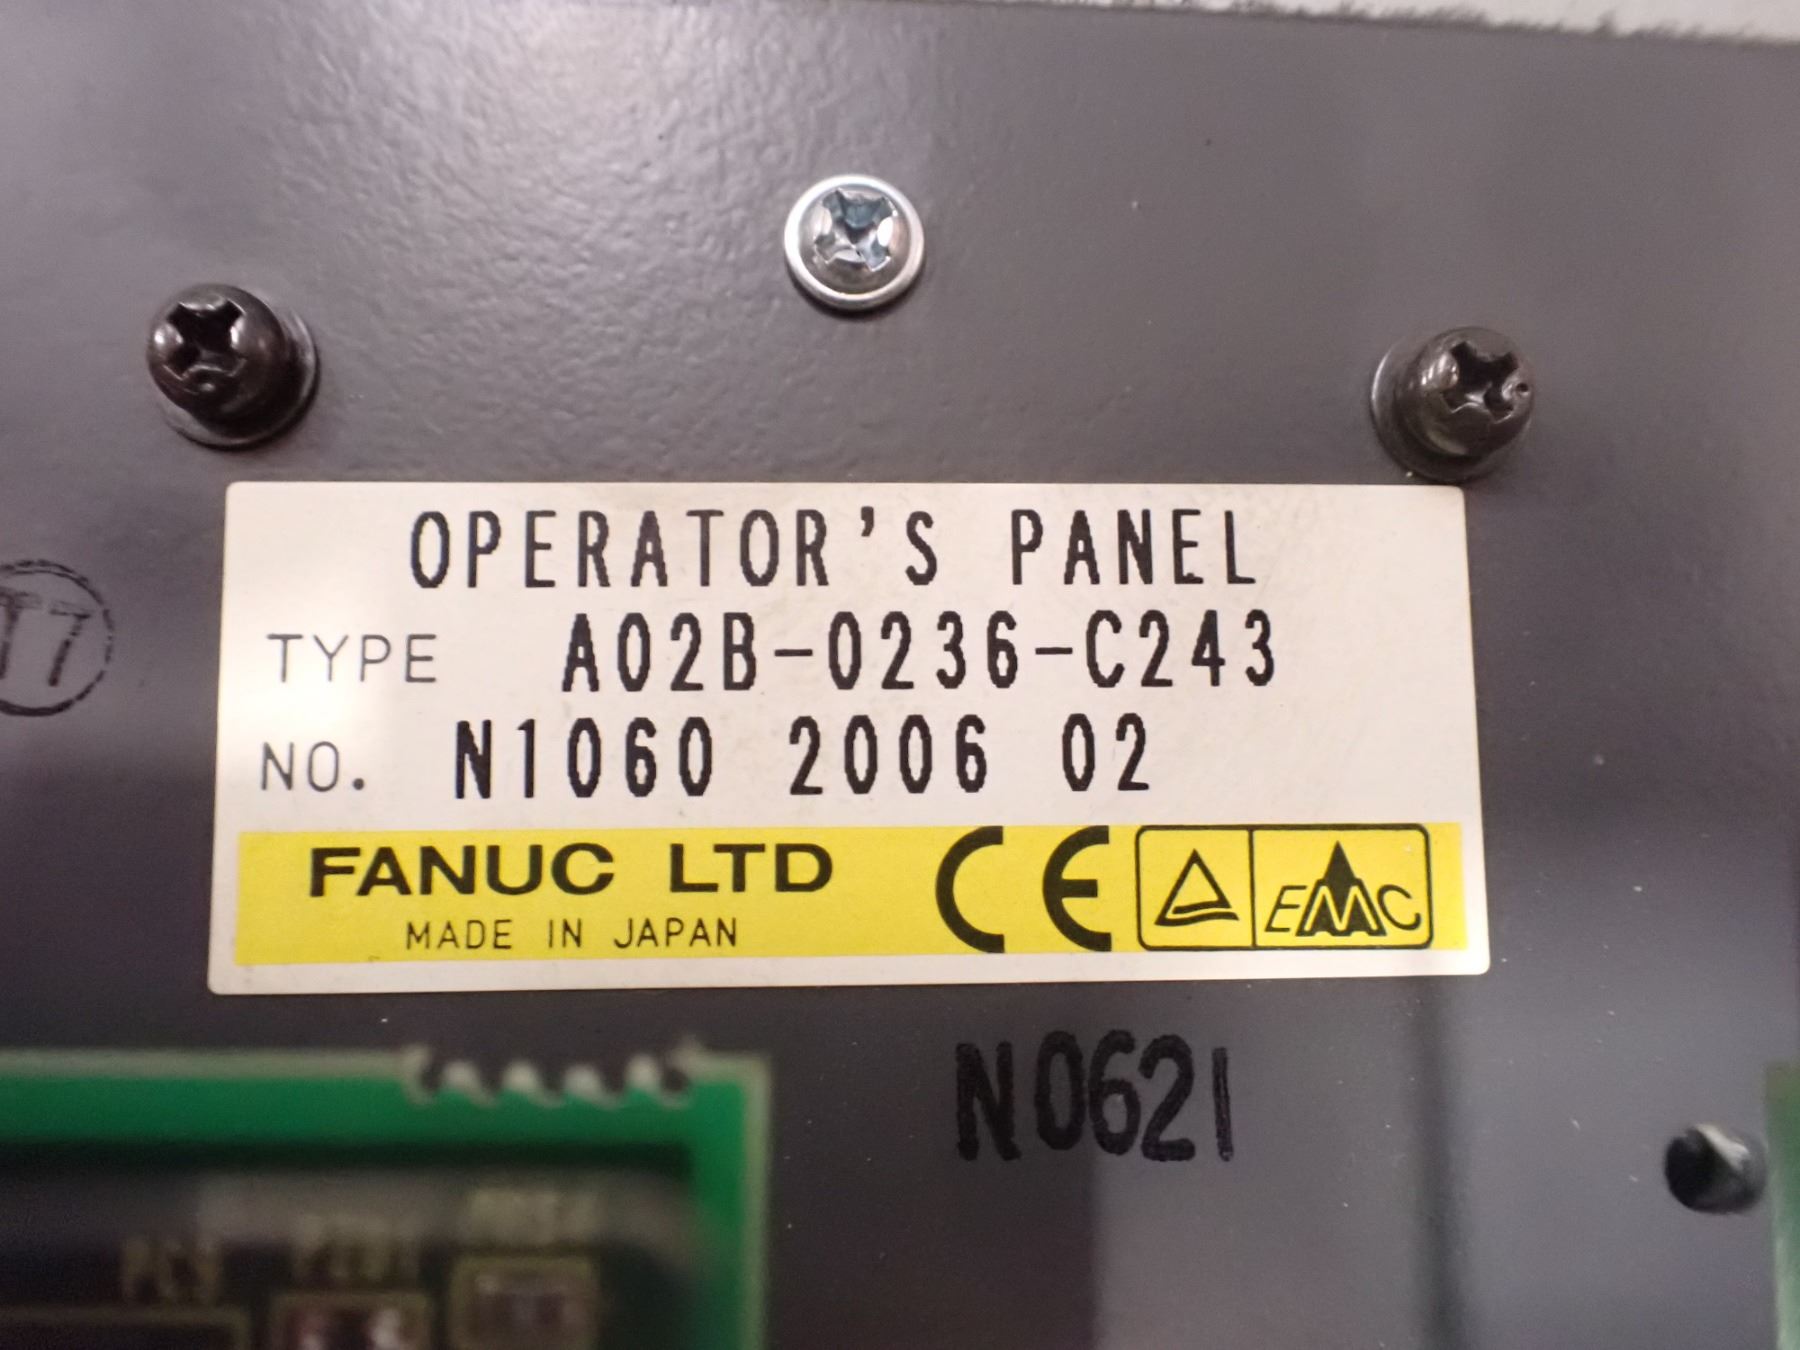 OPERATOR'S PANEL
TYPE A02B-0236-C243
NO. N1060 2006 02
FANUC LTD CE EMC
MADE IN JAPAN
N0621